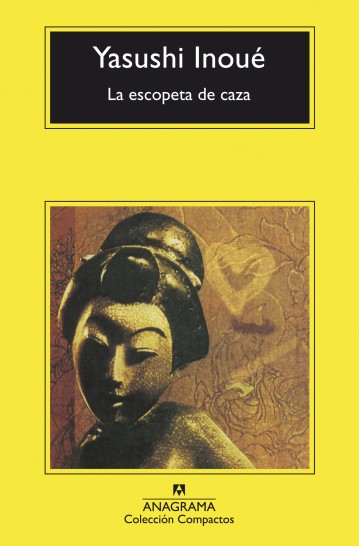 Yasushi Inoué
La escopeta de caza
ANAGRAMA
Colección Compactos